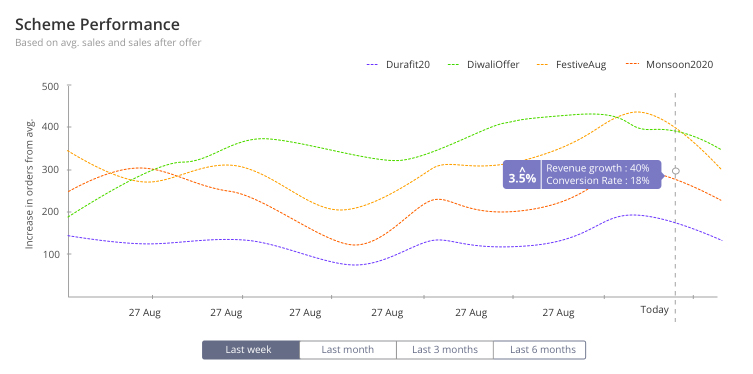 Scheme Performance
Based on avg. sales and sales after offer
Durafit20 DiwaliOffer FestiveAug Monsoon2020
Increase in orders from avg.
500
400
300
200
100
3.5%
Revenue growth : 40%
Conversion Rate : 18%
27 Aug 27 Aug 27 Aug 27 Aug 27 Aug 27 Aug Today
Last week Last month Last 3 months Last 6 months